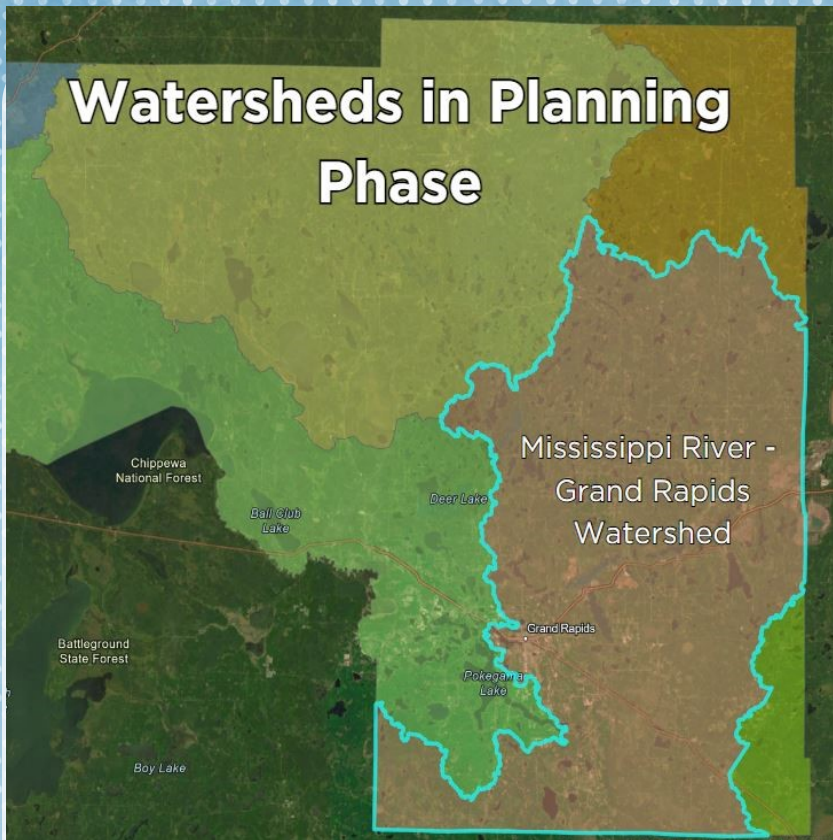 Watersheds in Planning
Phase
Mississippi River -
Grand Rapids
Watershed
Chippewa
National Forest
Deer Lake
Ball Club
Lake
Grand Rapids
Battleground
State Forest
Pokegama
Lake
Boy Lake